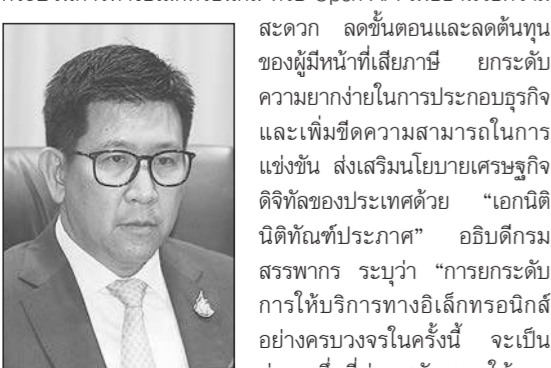 สะดวก ลดขั้นตอนและลดต้นทุน
ของผู้มีหน้าที่เสียภาษี ยกระดับ
ความยากง่ายในการประกอบธุรกิจ
และเพิ่มขีดความสามารถในการ
แข่งขัน ส่งเสริมนโยบายเศรษฐกิจ
ดิจิทัลของประเทศด้วย “เอกนิติ
นิติทัณฑ์ประภาศ” อธิบดีกรม
สรรพากร ระบุว่า “การยกระดับ
การให้บริการทางอิเล็กทรอนิกส์
อย่างครบวงจรในครั้งนี้ จะเป็น